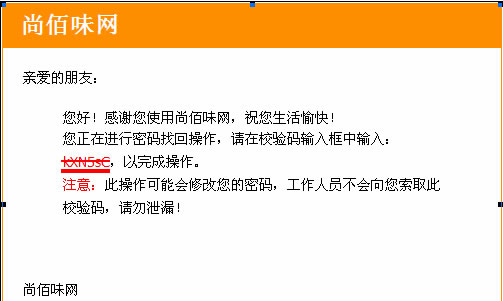 尚佰味网
亲爱的朋友：
您好！感谢您使用尚佰味网，祝您生活愉快！
您正在进行密码找回操作，请在校验码输入框中输入：
kXN5sC，以完成操作。
注意：此操作可能会修改您的密码，工作人员不会向您索取此
校验码，请勿泄漏！
尚佰味网